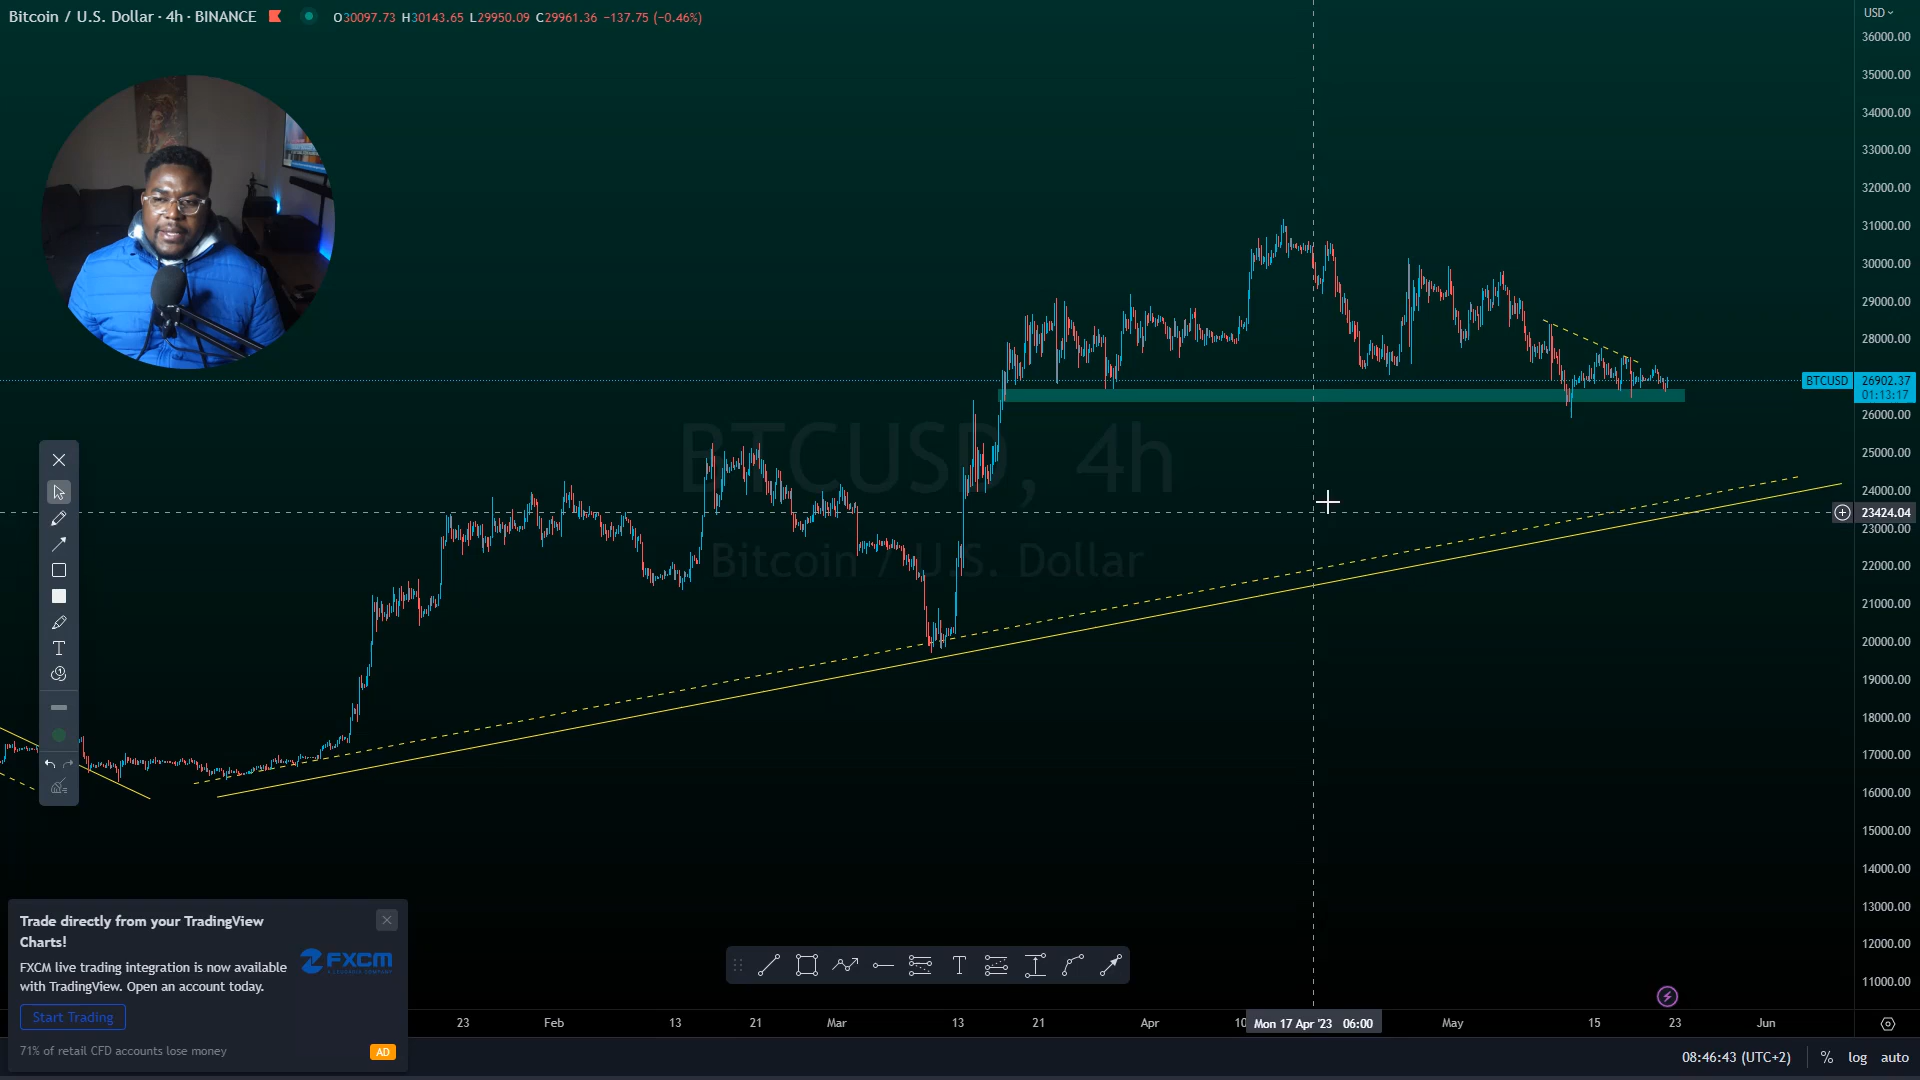 Bitcoin / U.S. Dollar · 4h · BINANCE O30097.73 H30143.65 L29950.09 C29961.36 −137.75 (−0.46%)
USD
36000.00
35000.00
34000.00
33000.00
32000.00
31000.00
30000.00
29000.00
28000.00
BTCUSD 26902.37
01:13:17
26000.00
25000.00
24000.00
23424.04
23000.00
22000.00
21000.00
20000.00
19000.00
18000.00
17000.00
16000.00
15000.00
14000.00
13000.00
12000.00
11000.00
BTCUSD, 4h
Bitcoin / U.S. Dollar
Trade directly from your TradingView
Charts!
FXCM live trading integration is now available
with TradingView. Open an account today.
FXCM
Start Trading
71% of retail CFD accounts lose money
AD
23 Feb 13 21 Mar 13 21 Apr 10 Mon 17 Apr '23 06:00 May 15 23 Jun
08:46:43 (UTC+2) % log auto